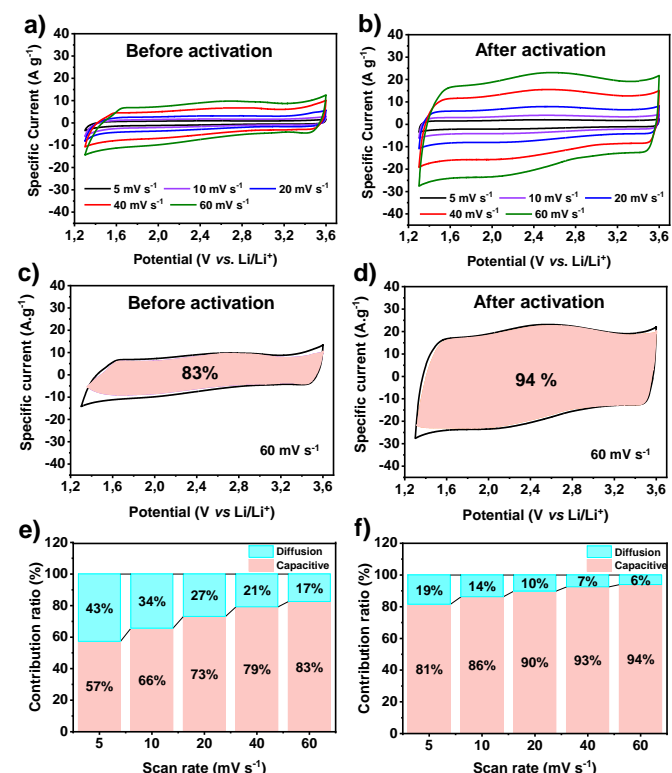 a)
Before activation
Specific Current (A g⁻¹)
40
30
20
10
0
-10
-20
-30
-40
5 mV s⁻¹ 10 mV s⁻¹ 20 mV s⁻¹
40 mV s⁻¹ 60 mV s⁻¹
1,2 2,0 2,8 3,6
Potential (V vs. Li/Li⁺)
b)
After activation
Specific Current (A g⁻¹)
40
30
20
10
0
-10
-20
-30
-40
5 mV s⁻¹ 10 mV s⁻¹ 20 mV s⁻¹
40 mV s⁻¹ 60 mV s⁻¹
1,2 1,6 2,0 2,4 2,8 3,2 3,6
Potential (V vs. Li/Li⁺)
c)
Before activation
Specific current (A.g⁻¹)
40
30
20
10
0
-10
-20
-30
-40
83%
60 mV s⁻¹
1,2 1,6 2,0 2,4 2,8 3,2 3,6
Potential (V vs Li/Li⁺)
d)
After activation
Specific current (A.g⁻¹)
40
30
20
10
0
-10
-20
-30
-40
94 %
60 mV s⁻¹
1,2 1,6 2,0 2,4 2,8 3,2 3,6
Potential (V vs Li/Li⁺)
e)
Diffusion
Capacitive
Contribution ratio (%)
120
100
80
60
40
20
0
43% 34% 27% 21% 17%
57% 66% 73% 79% 83%
5 10 20 40 60
Scan rate (mV s⁻¹)
f)
Diffusion
Capacitive
Contribution ratio (%)
120
100
80
60
40
20
0
19% 14% 10% 7% 6%
81% 86% 90% 93% 94%
5 10 20 40 60
Scan rate (mV s⁻¹)